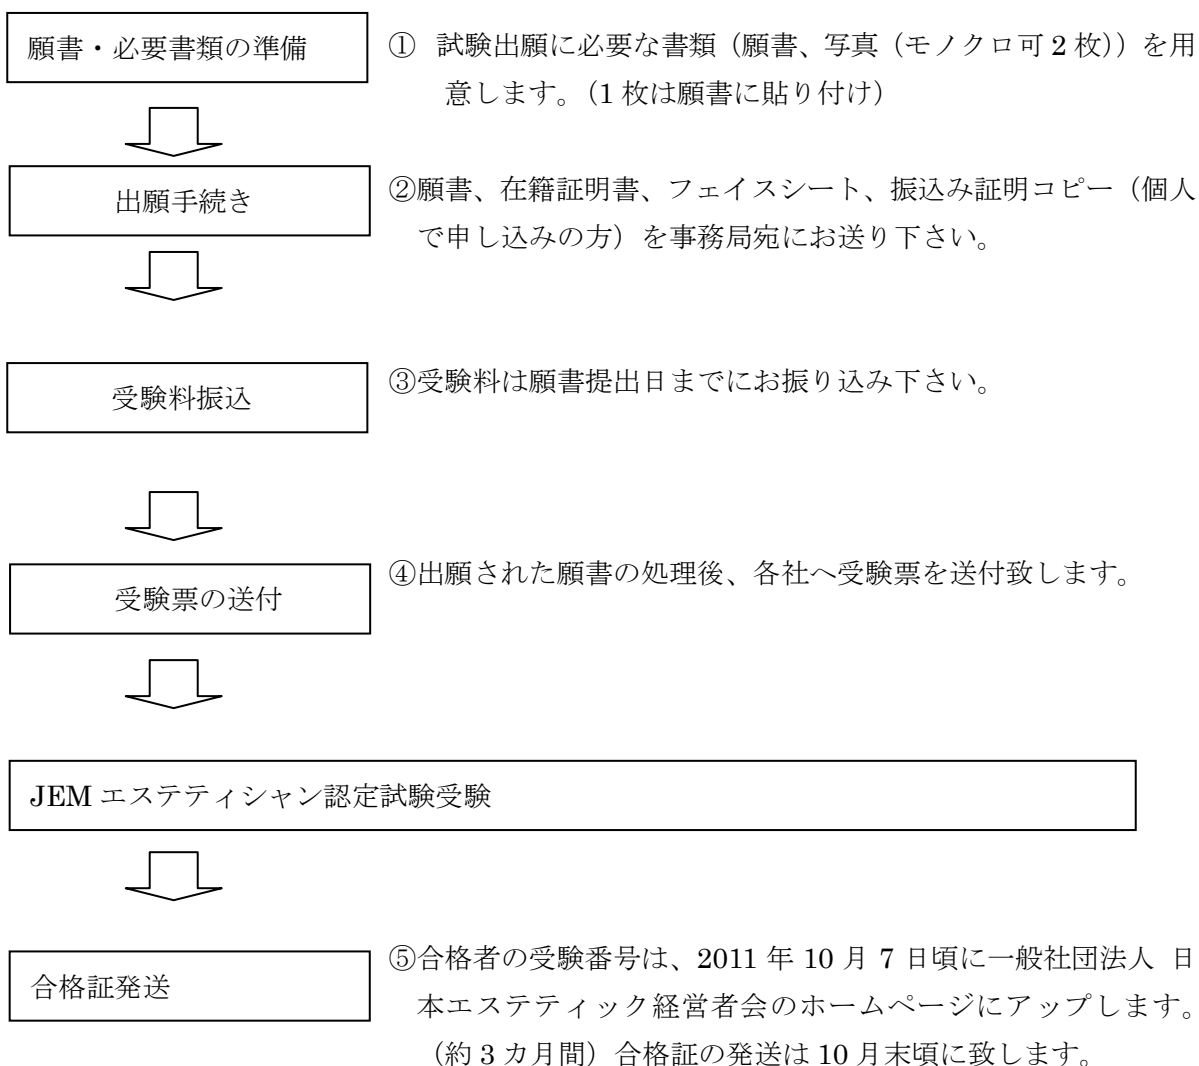 願書・必要書類の準備
① 試験出願に必要な書類（願書、写真（モノクロ可2枚））を用
意します。（1枚は願書に貼り付け）
出願手続き
②願書、在籍証明書、フェイスシート、振込み証明コピー（個人
で申し込みの方）を事務局宛にお送り下さい。
受験料振込
③受験料は願書提出日までにお振り込み下さい。
受験票の送付
④出願された願書の処理後、各社へ受験票を送付致します。
JEMエステティシャン認定試験受験
合格証発送
⑤合格者の受験番号は、2011年10月7日頃に一般社団法人 日
本エステティック経営者会のホームページにアップします。
（約3カ月間）合格証の発送は10月末頃に致します。